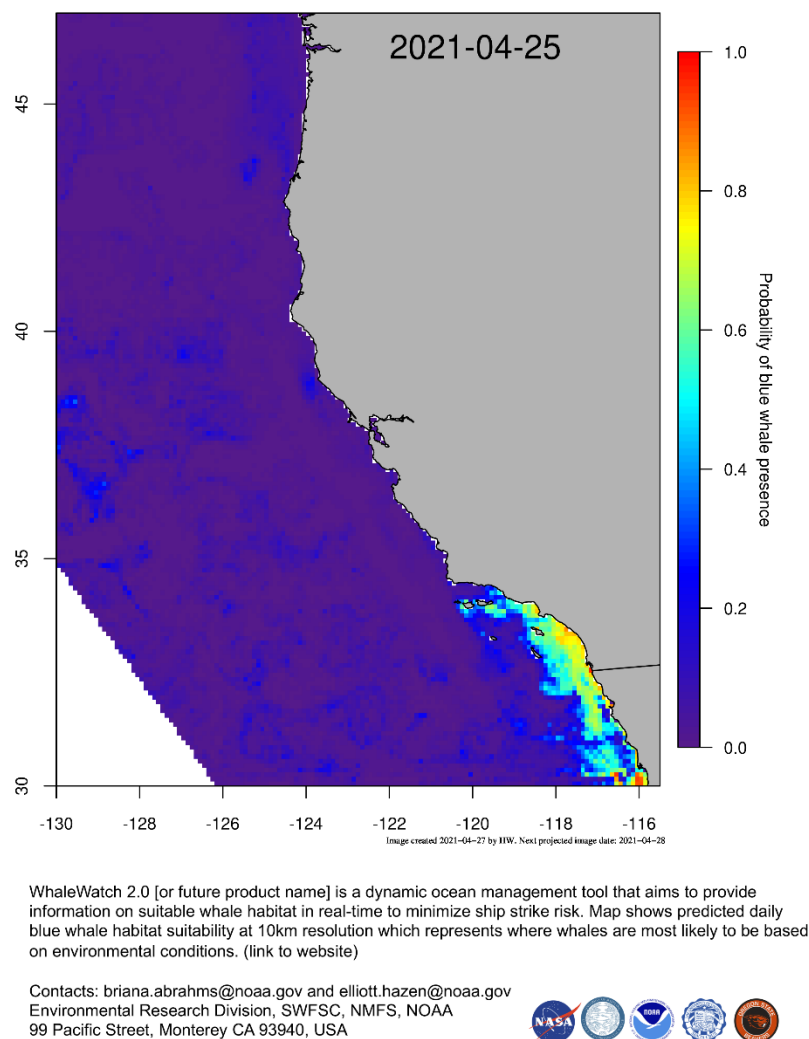 2021-04-25
1.0
0.8
0.6
0.4
0.2
0.0
Probability of blue whale presence
45
40
35
30
-130
-128
-126
-124
-122
-120
-118
-116
Image created 2021-04-27 by HW. Next projected image date: 2021-04-28
WhaleWatch 2.0 [or future product name] is a dynamic ocean management tool that aims to provide
information on suitable whale habitat in real-time to minimize ship strike risk. Map shows predicted daily
blue whale habitat suitability at 10km resolution which represents where whales are most likely to be based
on environmental conditions. (link to website)
Contacts: briana.abrahms@noaa.gov and elliott.hazen@noaa.gov
Environmental Research Division, SWFSC, NMFS, NOAA
99 Pacific Street, Monterey CA 93940, USA
NASA
NOAA